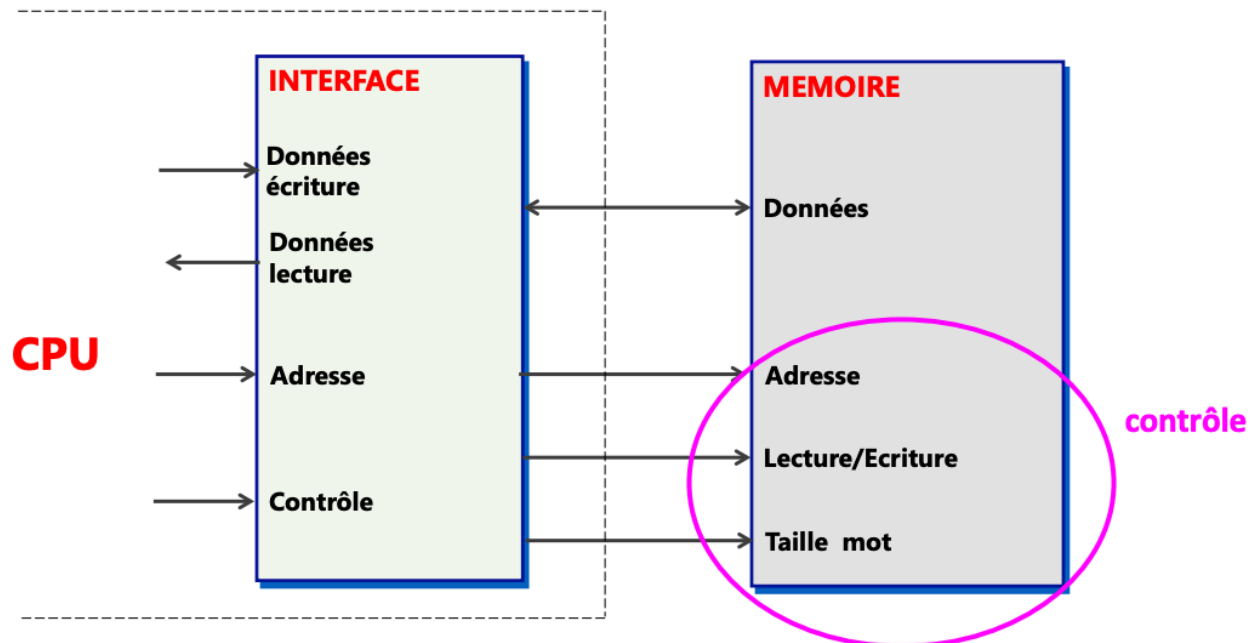 INTERFACE
Données
écriture
Données
lecture
Adresse
Contrôle
CPU
MEMOIRE
Données
Adresse
Lecture/Ecriture
Taille mot
contrôle